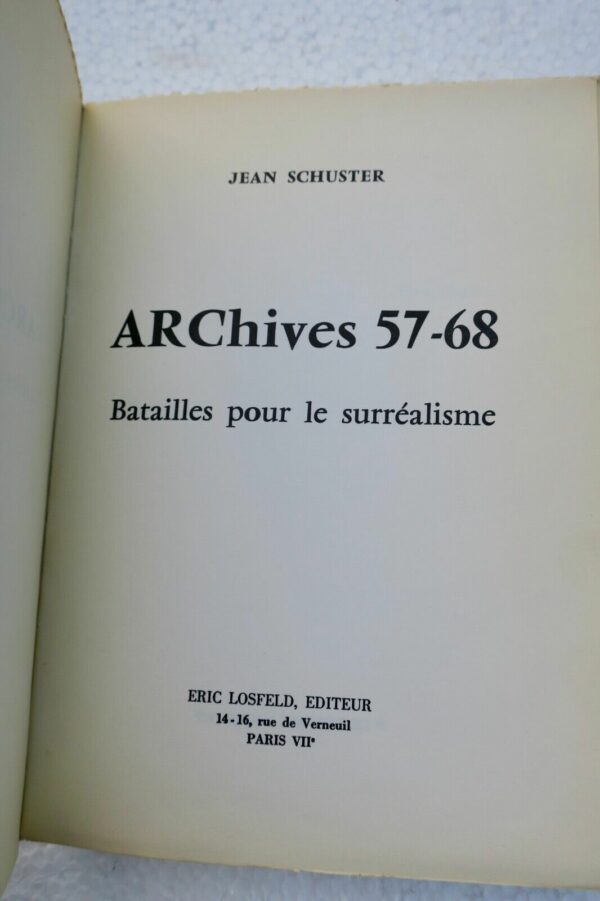 JEAN SCHUSTER
ARChives 57-68
Batailles pour le surréalisme
ERIC LOSFELD, EDITEUR
14-16, rue de Verneuil
PARIS VIIe